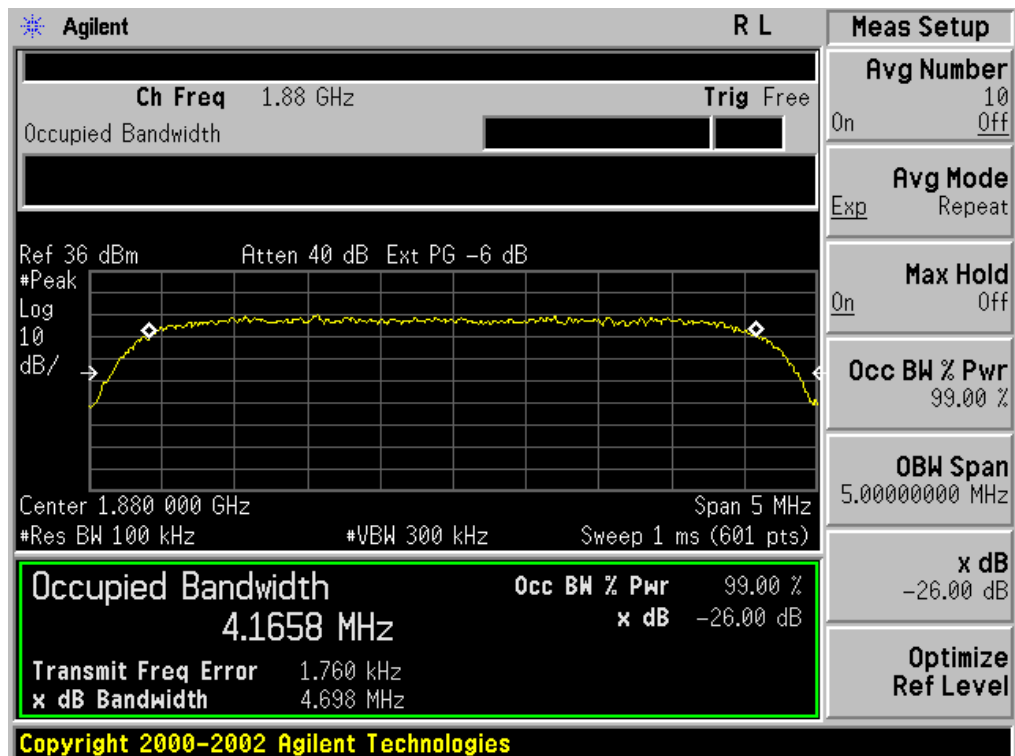 Agilent R L
Ch Freq 1.88 GHz Trig Free
Occupied Bandwidth
Ref 36 dBm Atten 40 dB Ext PG -6 dB
#Peak
Log
10
dB/
Center 1.880 000 GHz Span 5 MHz
#Res BW 100 kHz #VBW 300 kHz Sweep 1 ms (601 pts)
Occupied Bandwidth
4.1658 MHz
Occ BW % Pwr 99.00 %
x dB -26.00 dB
Transmit Freq Error 1.760 kHz
x dB Bandwidth 4.698 MHz
Copyright 2000-2002 Agilent Technologies
Meas Setup
Avg Number
10
On Off
Avg Mode
Exp Repeat
Max Hold
On Off
Occ BW % Pwr
99.00 %
OBW Span
5.00000000 MHz
x dB
-26.00 dB
Optimize
Ref Level